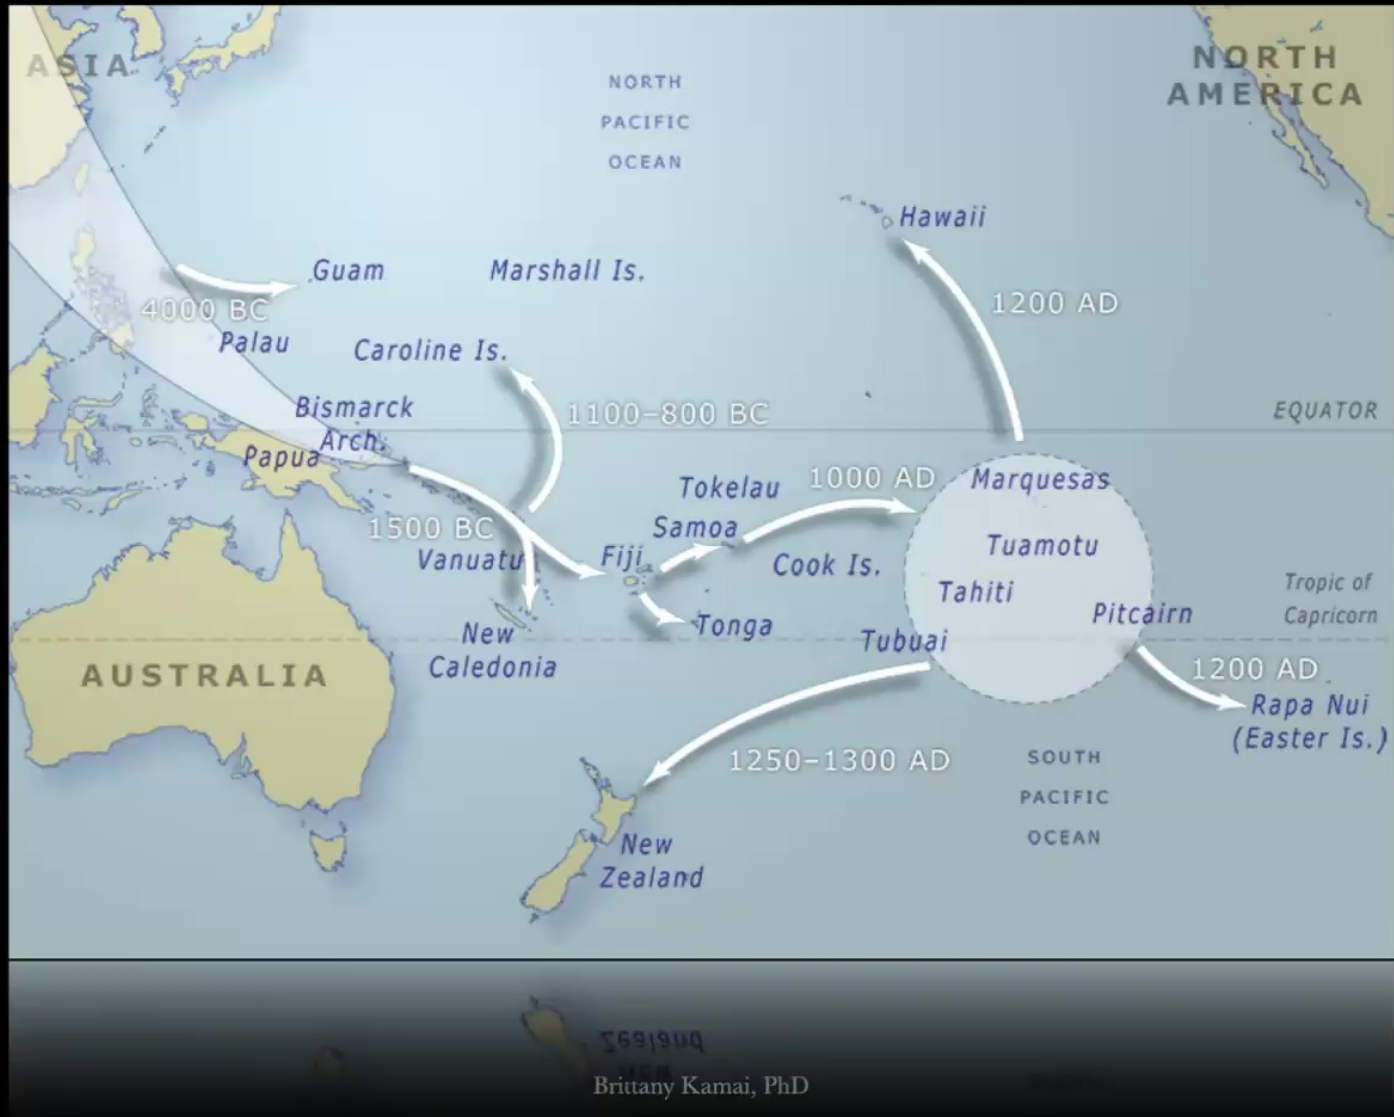 ASIA
NORTH
AMERICA
NORTH
PACIFIC
OCEAN
Hawaii
Guam
Marshall Is.
4000 BC
1200 AD
Palau
Caroline Is.
Bismarck
Arch.
1100–800 BC
EQUATOR
Papua
Tokelau
1000 AD
Marquesas
1500 BC
Samoa
Vanuatu
Fiji
Cook Is.
Tuamotu
Tahiti
Tropic of
Capricorn
Pitcairn
Tonga
Tubuai
New
Caledonia
AUSTRALIA
1200 AD
Rapa Nui
(Easter Is.)
1250–1300 AD
SOUTH
PACIFIC
OCEAN
New
Zealand
Zealand
New
Brittany Kamai, PhD